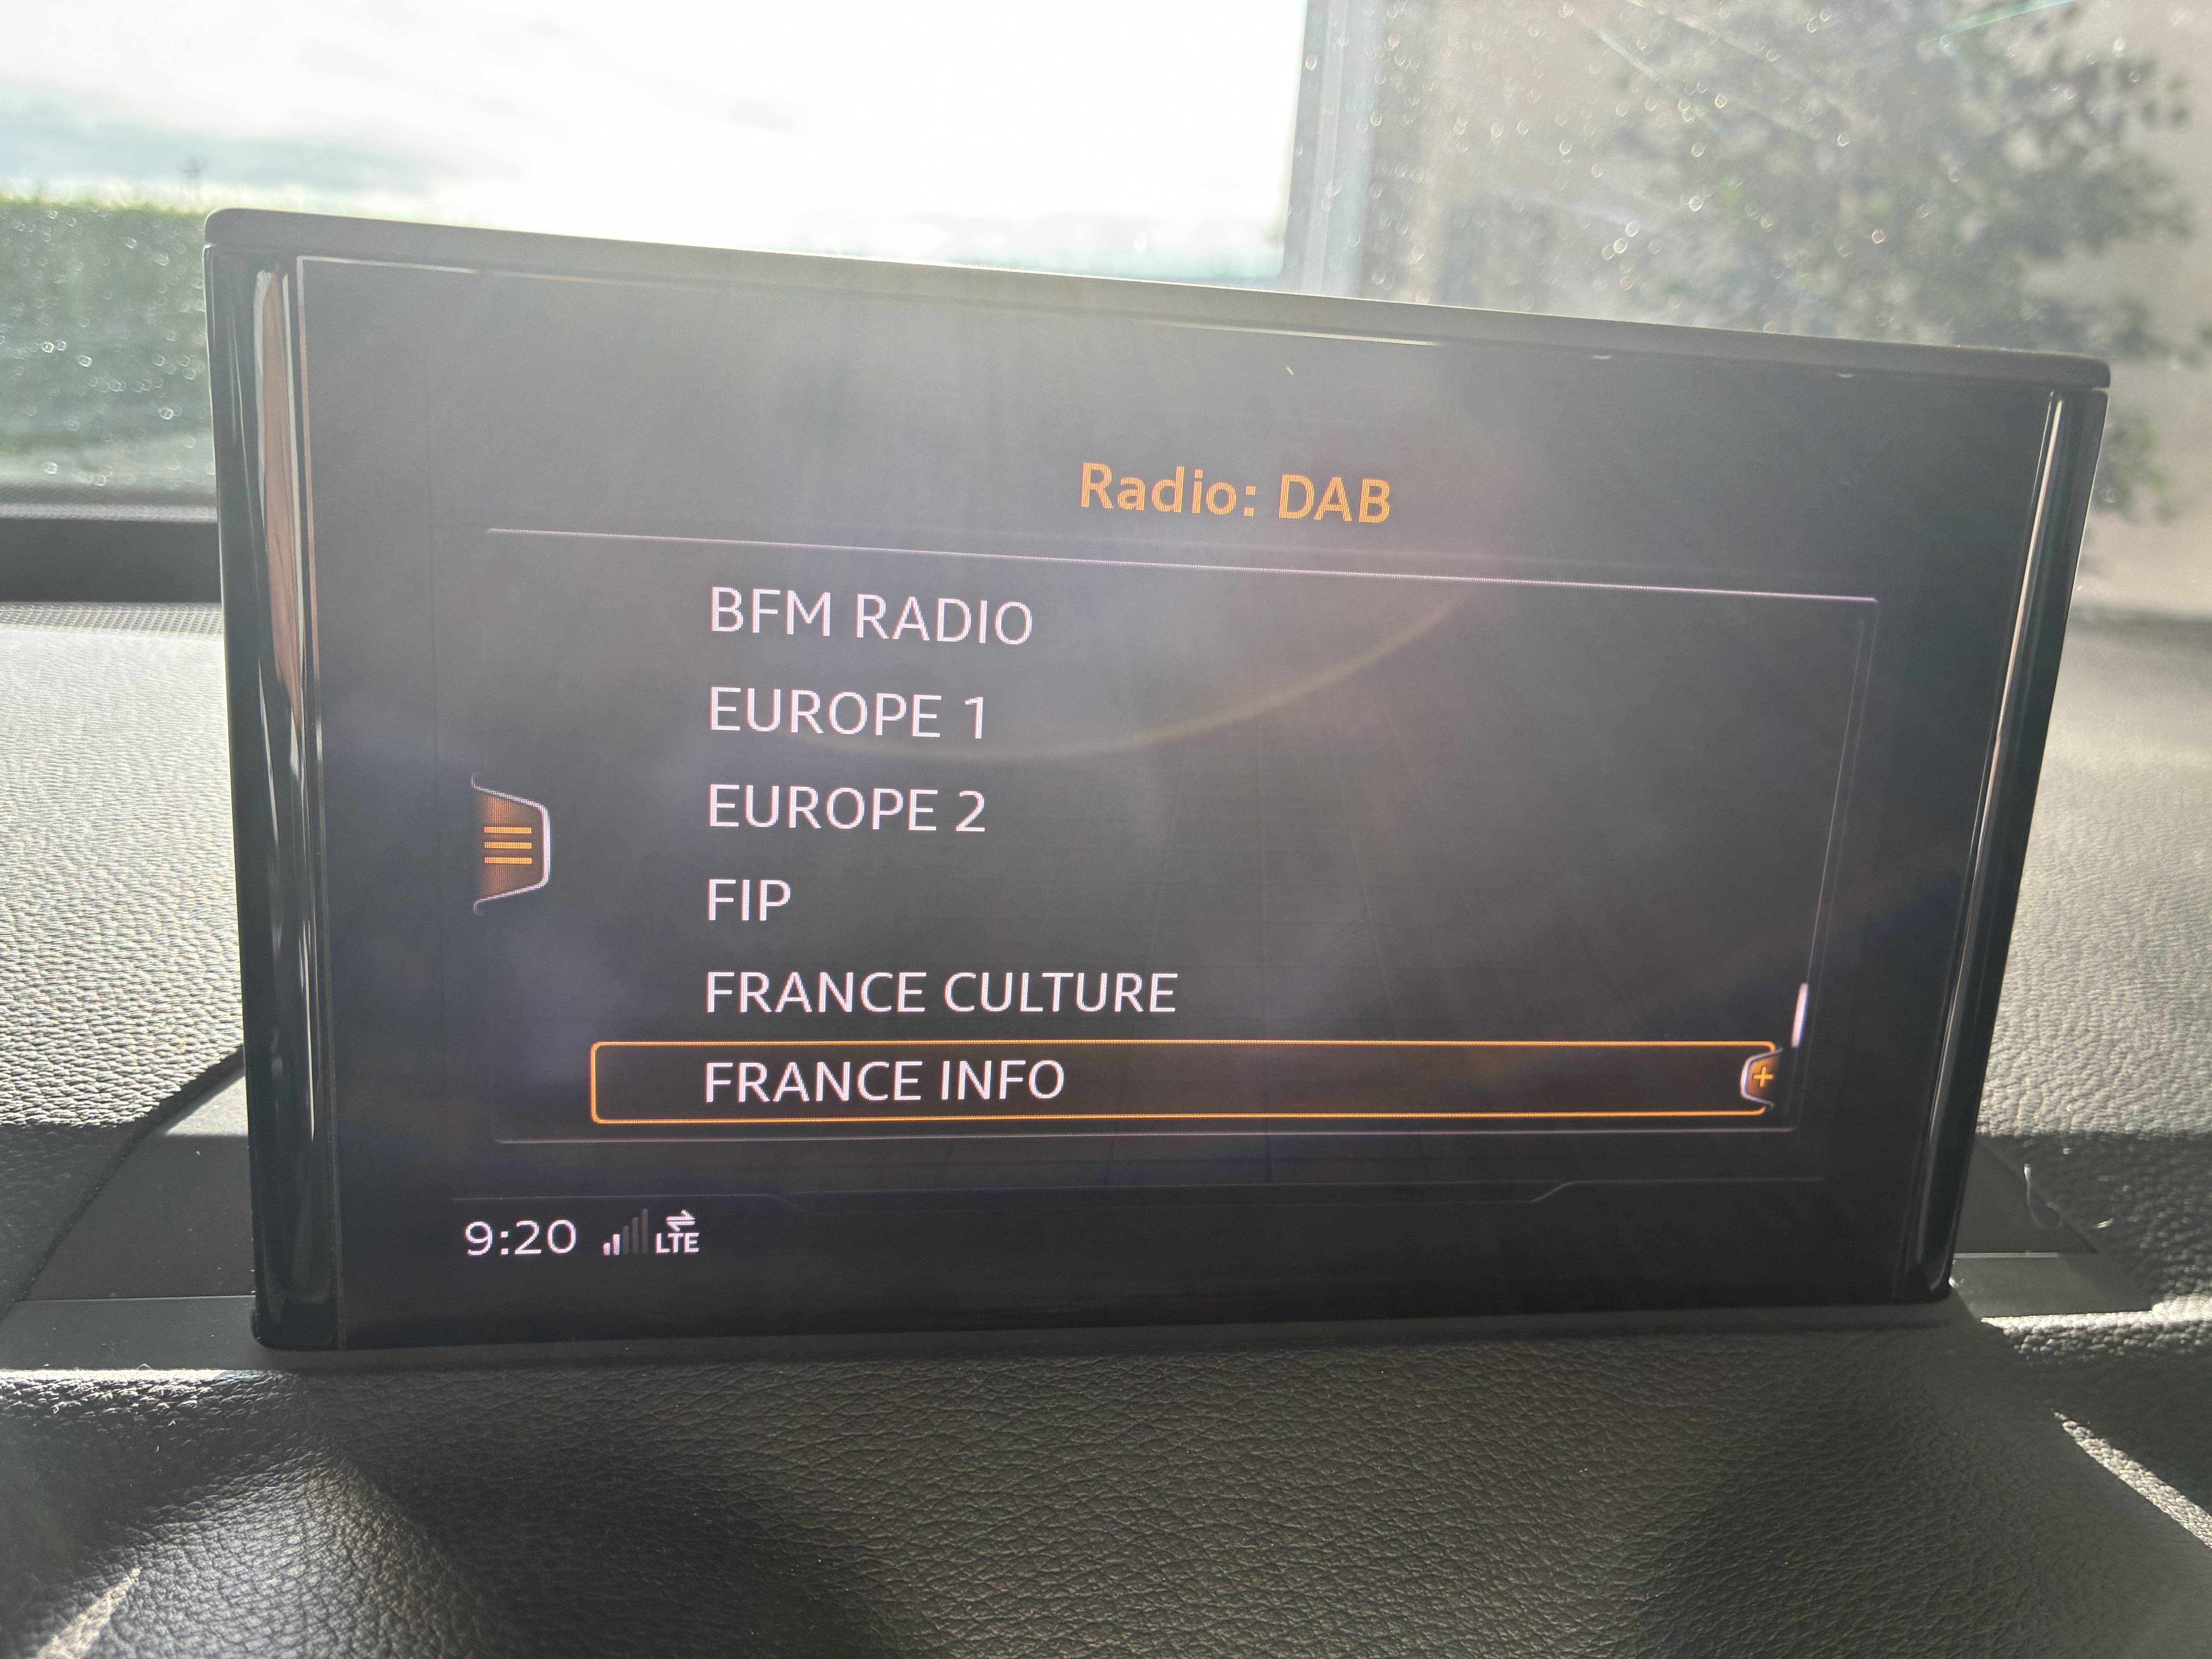 Radio: DAB
BFM RADIO
EUROPE 1
EUROPE 2
FIP
FRANCE CULTURE
FRANCE INFO
9:20 LTE